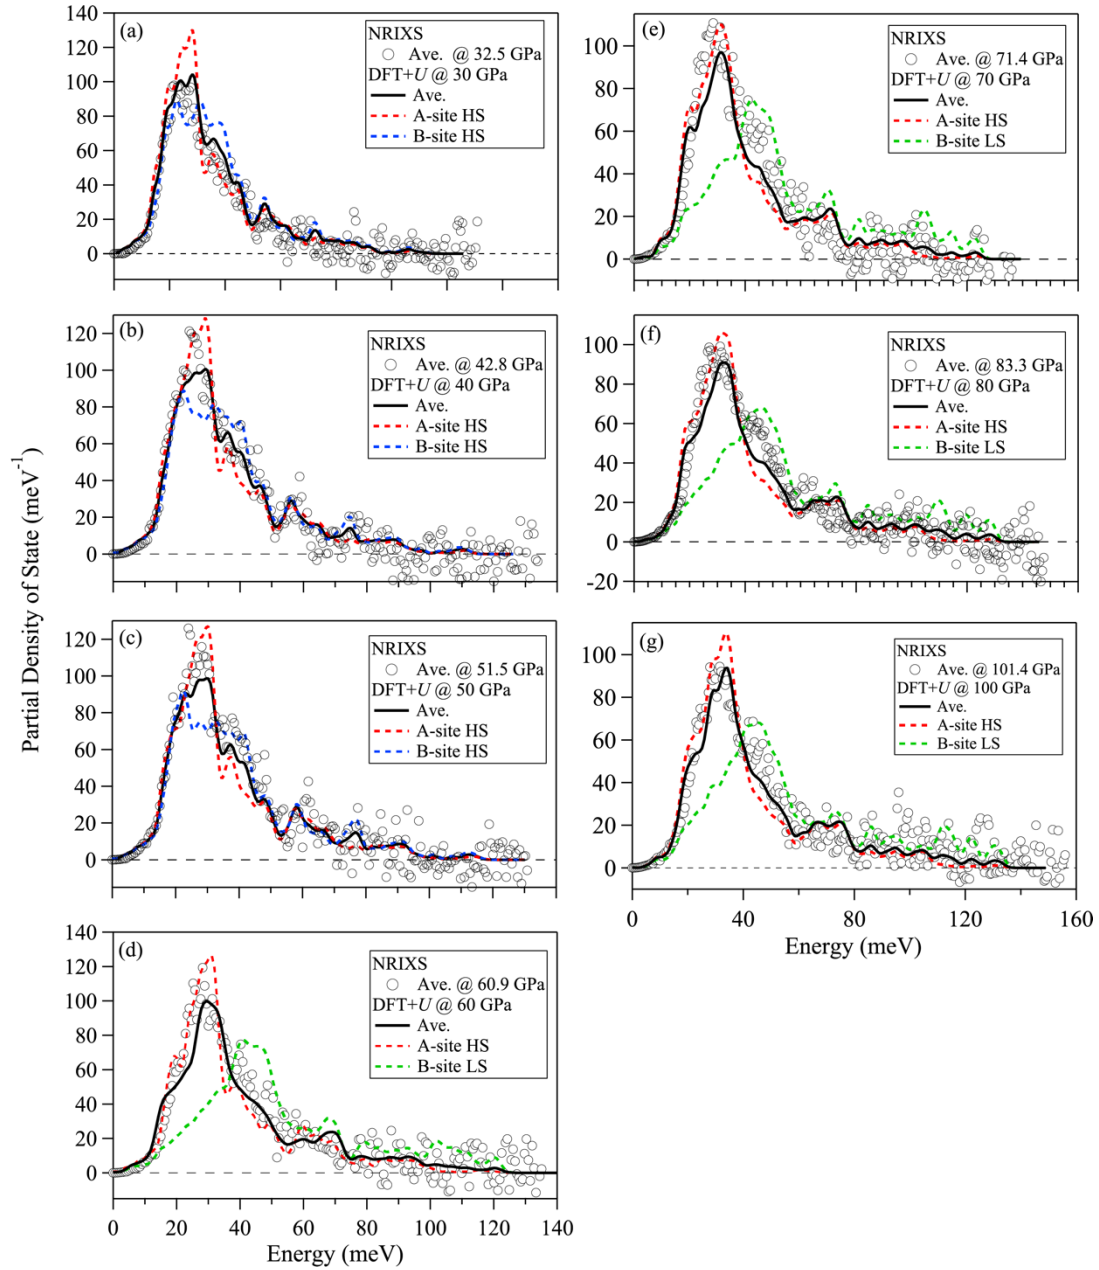 Partial Density of State (meV⁻¹)
140
120
100
80
60
40
20
0
(a)
NRIXS
Ave. @ 32.5 GPa
DFT+U @ 30 GPa
Ave.
A-site HS
B-site HS
120
100
80
60
40
20
0
(b)
NRIXS
Ave. @ 42.8 GPa
DFT+U @ 40 GPa
Ave.
A-site HS
B-site HS
120
100
80
60
40
20
0
(c)
NRIXS
Ave. @ 51.5 GPa
DFT+U @ 50 GPa
Ave.
A-site HS
B-site HS
140
120
100
80
60
40
20
0
(d)
NRIXS
Ave. @ 60.9 GPa
DFT+U @ 60 GPa
Ave.
A-site HS
B-site LS
0 20 40 60 80 100 120 140
Energy (meV)
100
80
60
40
20
0
(e)
NRIXS
Ave. @ 71.4 GPa
DFT+U @ 70 GPa
Ave.
A-site HS
B-site LS
100
80
60
40
20
0
-20
(f)
NRIXS
Ave. @ 83.3 GPa
DFT+U @ 80 GPa
Ave.
A-site HS
B-site LS
100
80
60
40
20
0
(g)
NRIXS
Ave. @ 101.4 GPa
DFT+U @ 100 GPa
Ave.
A-site HS
B-site LS
0 40 80 120 160
Energy (meV)